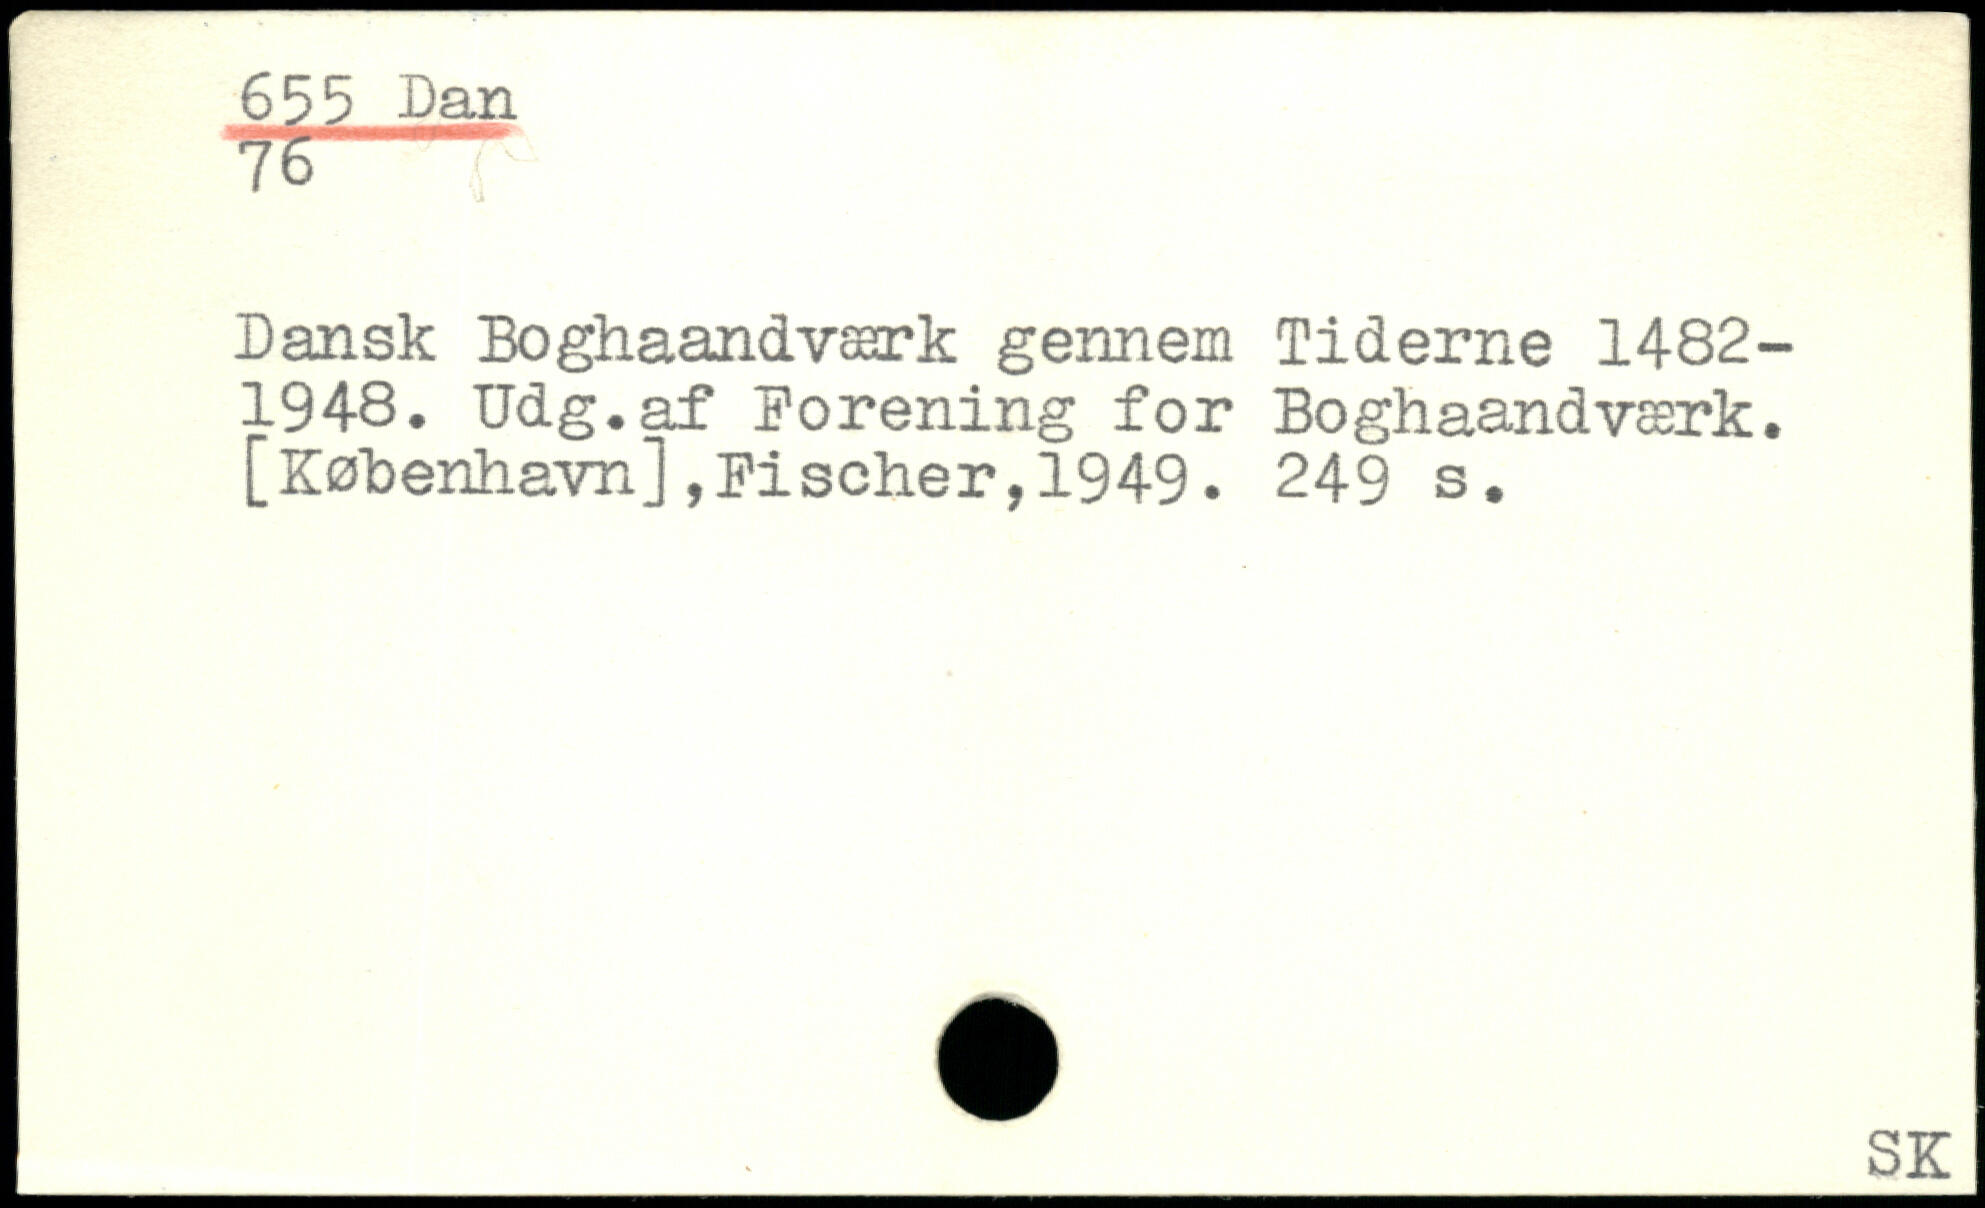 655 Dan
76
Dansk Boghaandværk gennem Tiderne 1482-
1948. Udg.af Forening for Boghaandværk.
[København],Fischer,1949. 249 s.
SK